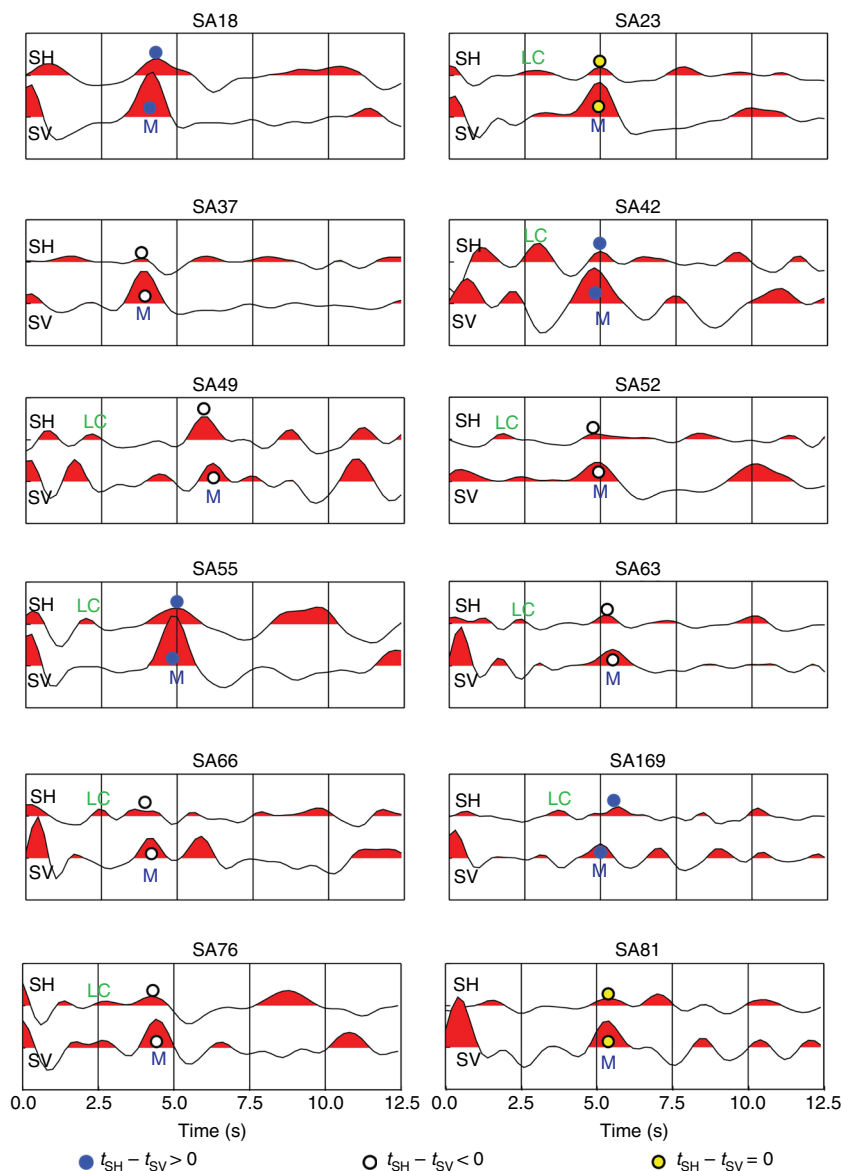 SA18
SH
SV
M
SA23
SH
LC
SV
M
SA37
SH
SV
M
SA42
SH
LC
SV
M
SA49
SH
LC
SV
M
SA52
SH
LC
SV
M
SA55
SH
LC
SV
M
SA63
SH
LC
SV
M
SA66
SH
LC
SV
M
SA169
SH
LC
SV
M
SA76
SH
LC
SV
M
0.0 2.5 5.0 7.5 10.0
Time (s)
SA81
SH
SV
M
0.0 2.5 5.0 7.5 10.0 12.5
Time (s)
tSH – tSV > 0
tSH – tSV < 0
tSH – tSV = 0